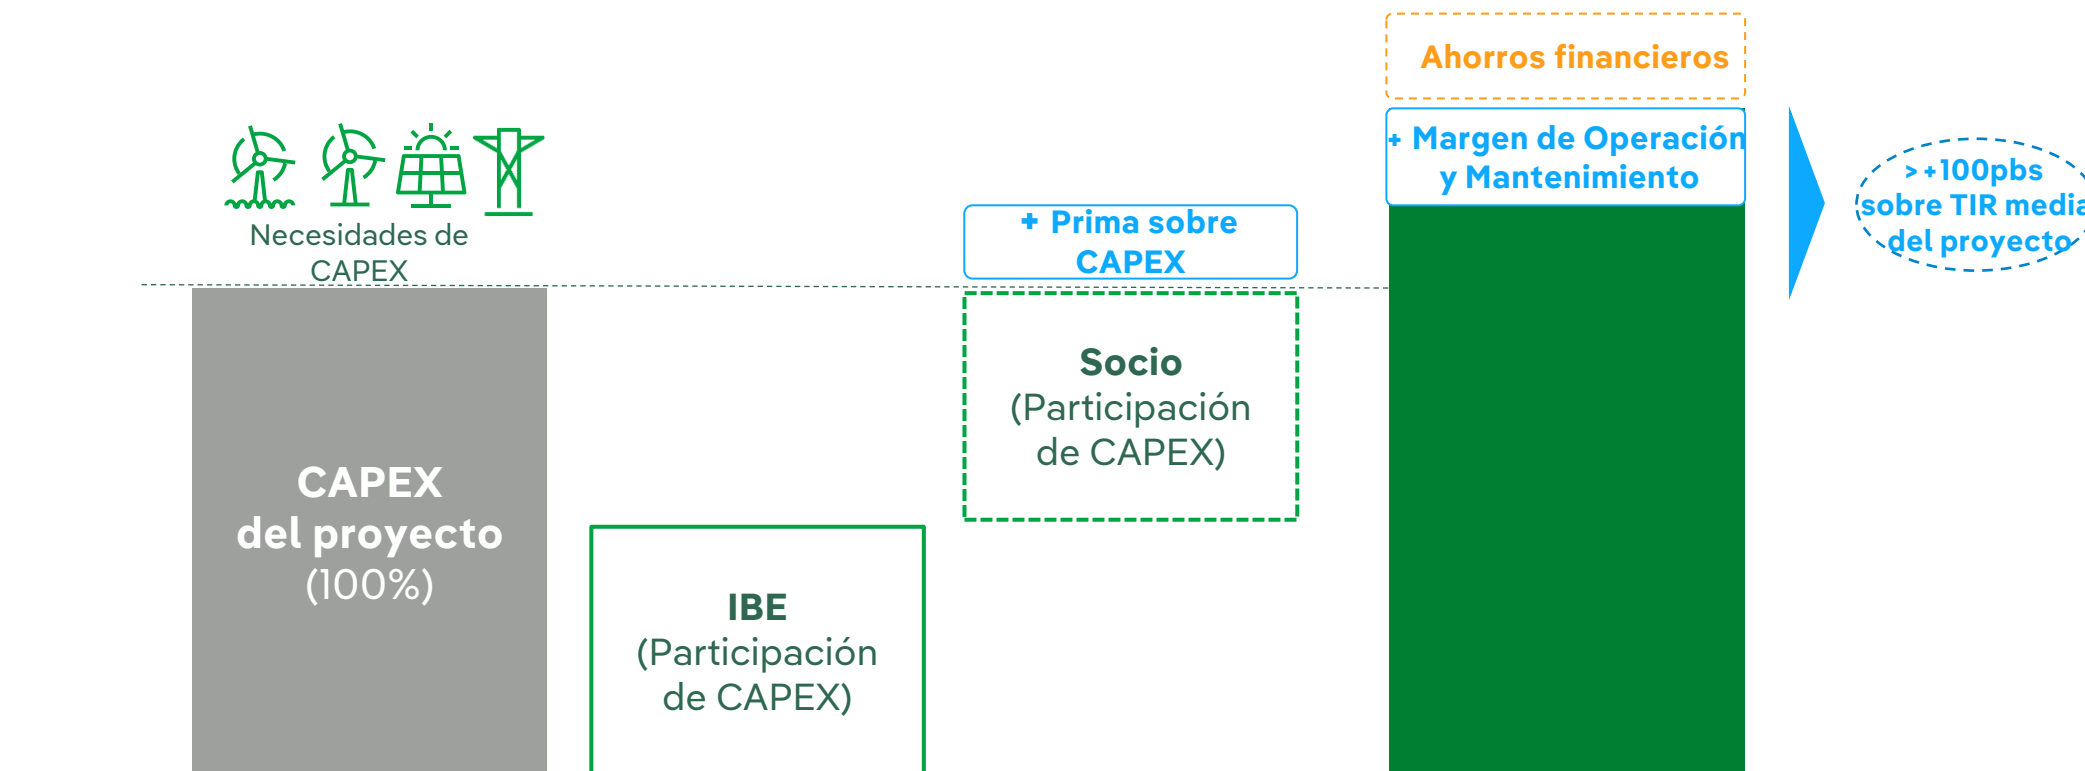 Necesidades de
CAPEX
CAPEX
del proyecto
(100%)
IBE
(Participación
de CAPEX)
+ Prima sobre
CAPEX
Socio
(Participación
de CAPEX)
Ahorros financieros
+ Margen de Operación
y Mantenimiento
>+100pbs
sobre TIR media
del proyecto